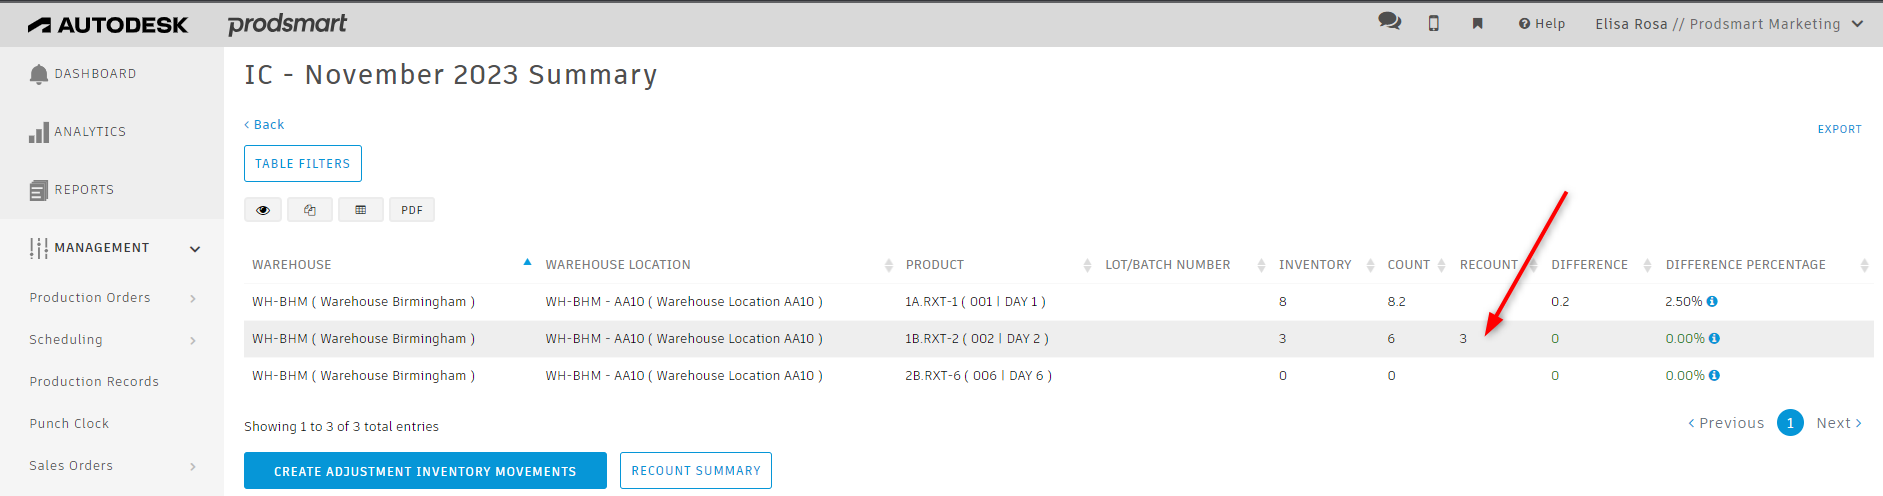 AUTODESK prodsmart Help Elisa Rosa // Prodsmart Marketing
DASHBOARD
ANALYTICS
REPORTS
MANAGEMENT
Production Orders
Scheduling
Production Records
Punch Clock
Sales Orders
IC - November 2023 Summary
< Back
EXPORT
TABLE FILTERS
PDF
WAREHOUSE WAREHOUSE LOCATION PRODUCT LOT/BATCH NUMBER INVENTORY COUNT RECOUNT DIFFERENCE DIFFERENCE PERCENTAGE
WH-BHM ( Warehouse Birmingham ) WH-BHM - AA10 ( Warehouse Location AA10 ) 1A.RXT-1 ( 001 | DAY 1 ) 8 8.2 0.2 2.50%
WH-BHM ( Warehouse Birmingham ) WH-BHM - AA10 ( Warehouse Location AA10 ) 1B.RXT-2 ( 002 | DAY 2 ) 3 6 3 0 0.00%
WH-BHM ( Warehouse Birmingham ) WH-BHM - AA10 ( Warehouse Location AA10 ) 2B.RXT-6 ( 006 | DAY 6 ) 0 0 0 0.00%
Showing 1 to 3 of 3 total entries
< Previous 1 Next >
CREATE ADJUSTMENT INVENTORY MOVEMENTS RECOUNT SUMMARY